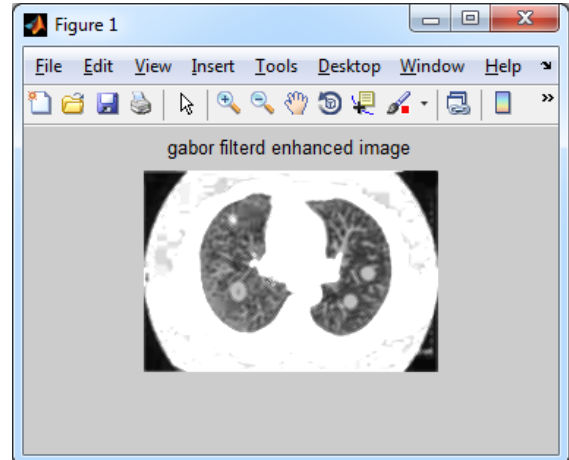 Figure 1
File Edit View Insert Tools Desktop Window Help
gabor filterd enhanced image